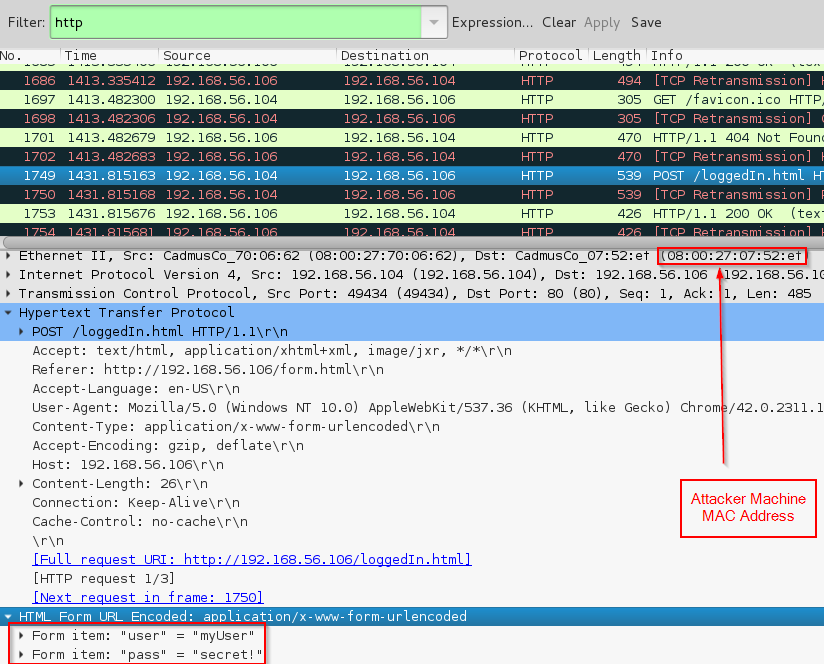 Filter: http Expression... Clear Apply Save
No. Time Source Destination Protocol Length Info
1686 1413.335412 192.168.56.106 192.168.56.104 HTTP 494 [TCP Retransmission]
1697 1413.482300 192.168.56.104 192.168.56.106 HTTP 305 GET /favicon.ico HTTP/
1698 1413.482306 192.168.56.104 192.168.56.106 HTTP 305 [TCP Retransmission]
1701 1413.482679 192.168.56.106 192.168.56.104 HTTP 470 HTTP/1.1 404 Not Found
1702 1413.482683 192.168.56.106 192.168.56.104 HTTP 470 [TCP Retransmission]
1749 1431.815163 192.168.56.104 192.168.56.106 HTTP 539 POST /loggedIn.html
1750 1431.815168 192.168.56.104 192.168.56.106 HTTP 539 [TCP Retransmission]
1753 1431.815676 192.168.56.106 192.168.56.104 HTTP 426 HTTP/1.1 200 OK (text
1754 1431.815681 192.168.56.106 192.168.56.104 HTTP 426 [TCP Retransmission]
Ethernet II, Src: CadmusCo_70:06:62 (08:00:27:70:06:62), Dst: CadmusCo_07:52:ef (08:00:27:07:52:ef)
Internet Protocol Version 4, Src: 192.168.56.104 (192.168.56.104), Dst: 192.168.56.106 (192.168.56.10
Transmission Control Protocol, Src Port: 49434 (49434), Dst Port: 80 (80), Seq: 1, Ack: 1, Len: 485
Hypertext Transfer Protocol
POST /loggedIn.html HTTP/1.1\r\n
Accept: text/html, application/xhtml+xml, image/jxr, */*\r\n
Referer: http://192.168.56.106/form.html\r\n
Accept-Language: en-US\r\n
User-Agent: Mozilla/5.0 (Windows NT 10.0) AppleWebKit/537.36 (KHTML, like Gecko) Chrome/42.0.2311.1
Content-Type: application/x-www-form-urlencoded\r\n
Accept-Encoding: gzip, deflate\r\n
Host: 192.168.56.106\r\n
Content-Length: 26\r\n
Connection: Keep-Alive\r\n
Cache-Control: no-cache\r\n
\r\n
[Full request URI: http://192.168.56.106/loggedIn.html]
[HTTP request 1/3]
[Next request in frame: 1750]
Attacker Machine
MAC Address
HTML Form URL Encoded: application/x-www-form-urlencoded
Form item: "user" = "myUser"
Form item: "pass" = "secret!"